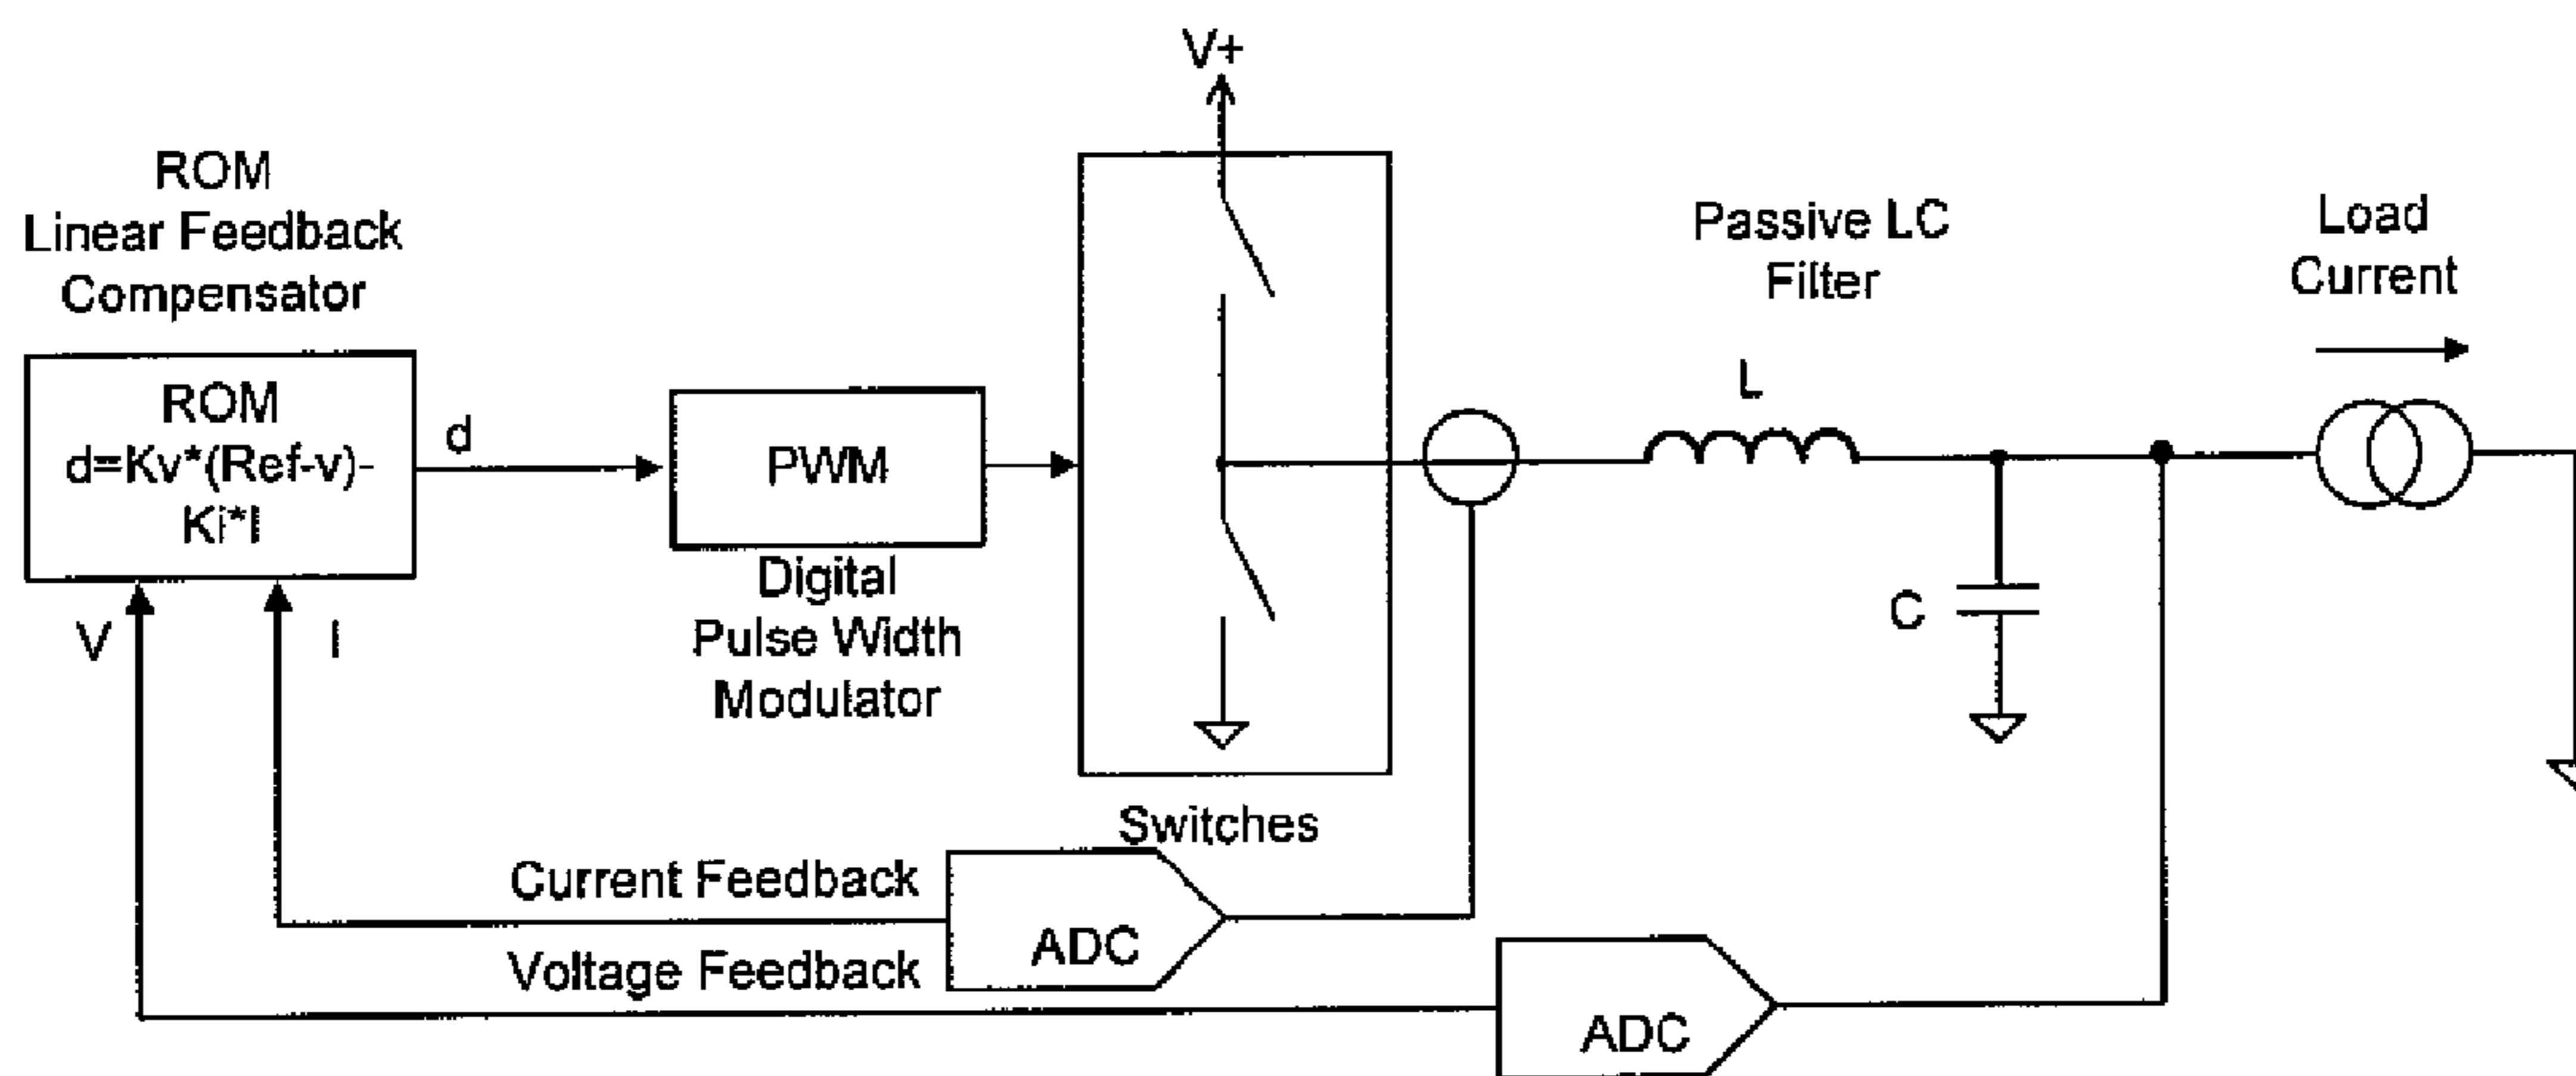 V+
ROM
Linear Feedback
Compensator
ROM
d=Kv*(Ref-v)-
Ki*I
d
PWM
Digital
Pulse Width
Modulator
Switches
Passive LC
Filter
L
C
Load
Current
V
I
Current Feedback
ADC
Voltage Feedback
ADC